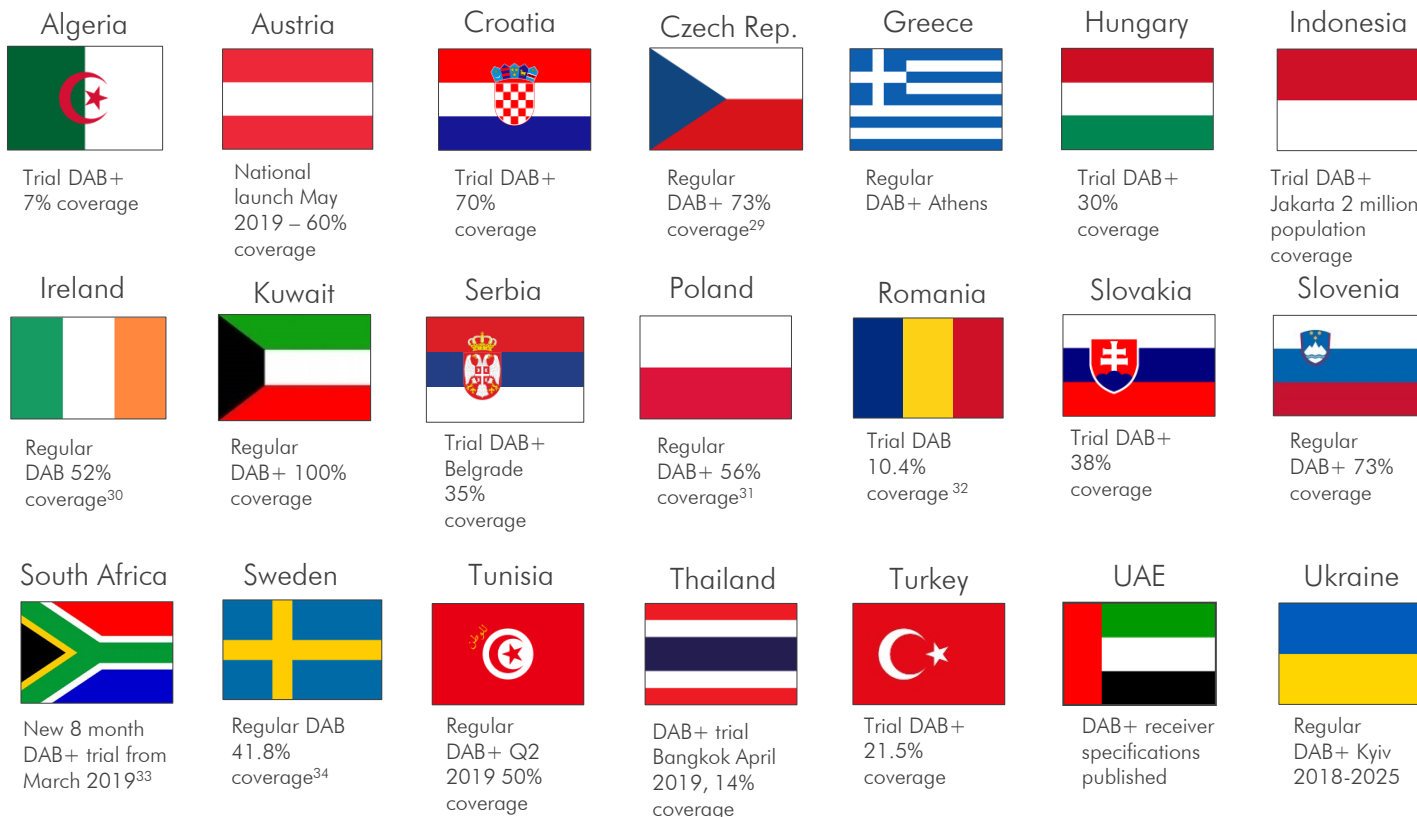 Algeria
Trial DAB+
7% coverage
Austria
National
launch May
2019 – 60%
coverage
Croatia
Trial DAB+
70%
coverage
Czech Rep.
Regular
DAB+ 73%
coverage29
Greece
Regular
DAB+ Athens
Hungary
Trial DAB+
30%
coverage
Indonesia
Trial DAB+
Jakarta 2 million
population
coverage
Ireland
Regular
DAB 52%
coverage30
Kuwait
Regular
DAB+ 100%
coverage
Serbia
Trial DAB+
Belgrade
35%
coverage
Poland
Regular
DAB+ 56%
coverage31
Romania
Trial DAB
10.4%
coverage 32
Slovakia
Trial DAB+
38%
coverage
Slovenia
Regular
DAB+ 73%
coverage
South Africa
New 8 month
DAB+ trial from
March 201933
Sweden
Regular DAB
41.8%
coverage34
Tunisia
Regular
DAB+ Q2
2019 50%
coverage
Thailand
DAB+ trial
Bangkok April
2019, 14%
coverage
Turkey
Trial DAB+
21.5%
coverage
UAE
DAB+ receiver
specifications
published
Ukraine
Regular
DAB+ Kyiv
2018-2025